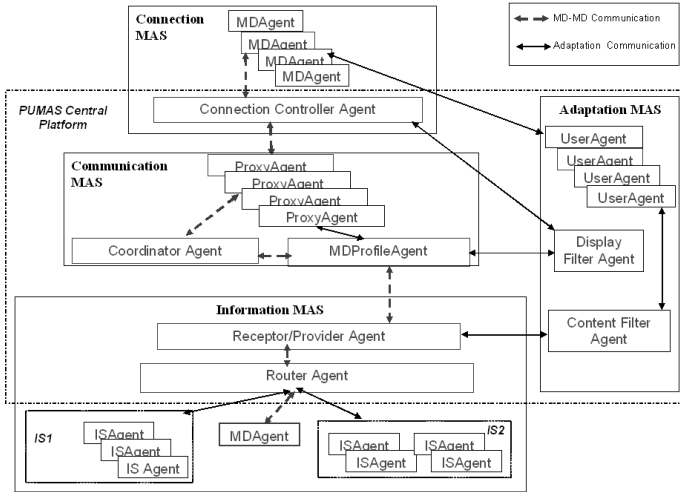 Connection
MAS
MDAgent
MDAgent
MDAgent
MDAgent
MD-MD Communication
Adaptation Communication
PUMAS Central
Platform
Connection Controller Agent
Adaptation MAS
UserAgent
UserAgent
UserAgent
UserAgent
Communication
MAS
ProxyAgent
ProxyAgent
ProxyAgent
ProxyAgent
Coordinator Agent
MDProfileAgent
Display
Filter Agent
Information MAS
Receptor/Provider Agent
Content Filter
Agent
Router Agent
IS1
ISAgent
ISAgent
IS Agent
MDAgent
IS2
ISAgent
ISAgent
ISAgent
ISAgent